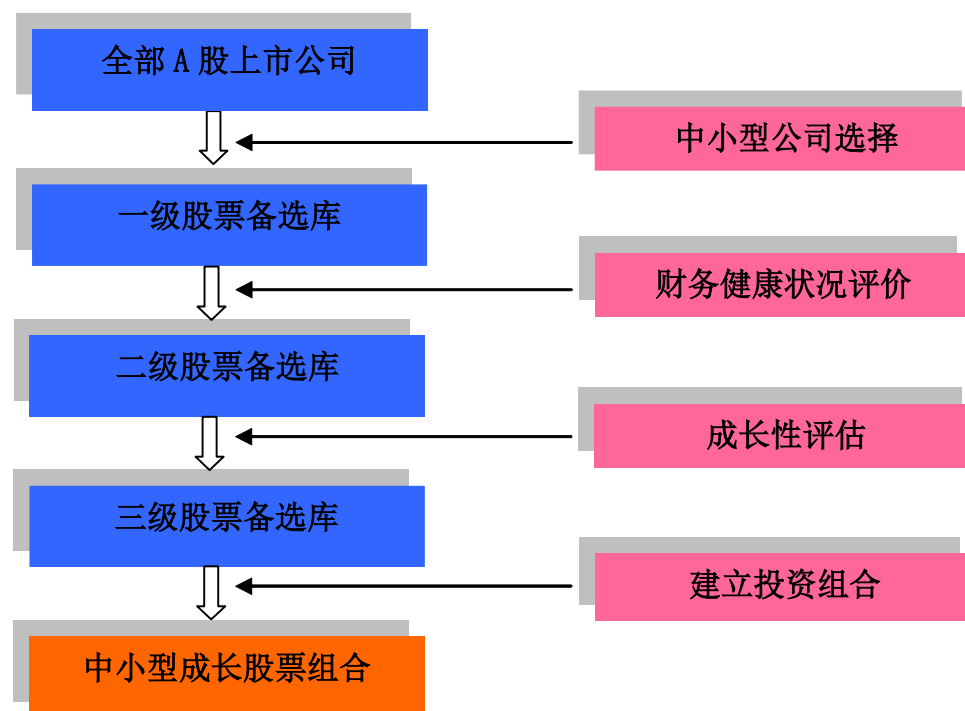 全部 A 股上市公司
中小型公司选择
一级股票备选库
财务健康状况评价
二级股票备选库
成长性评估
三级股票备选库
建立投资组合
中小型成长股票组合